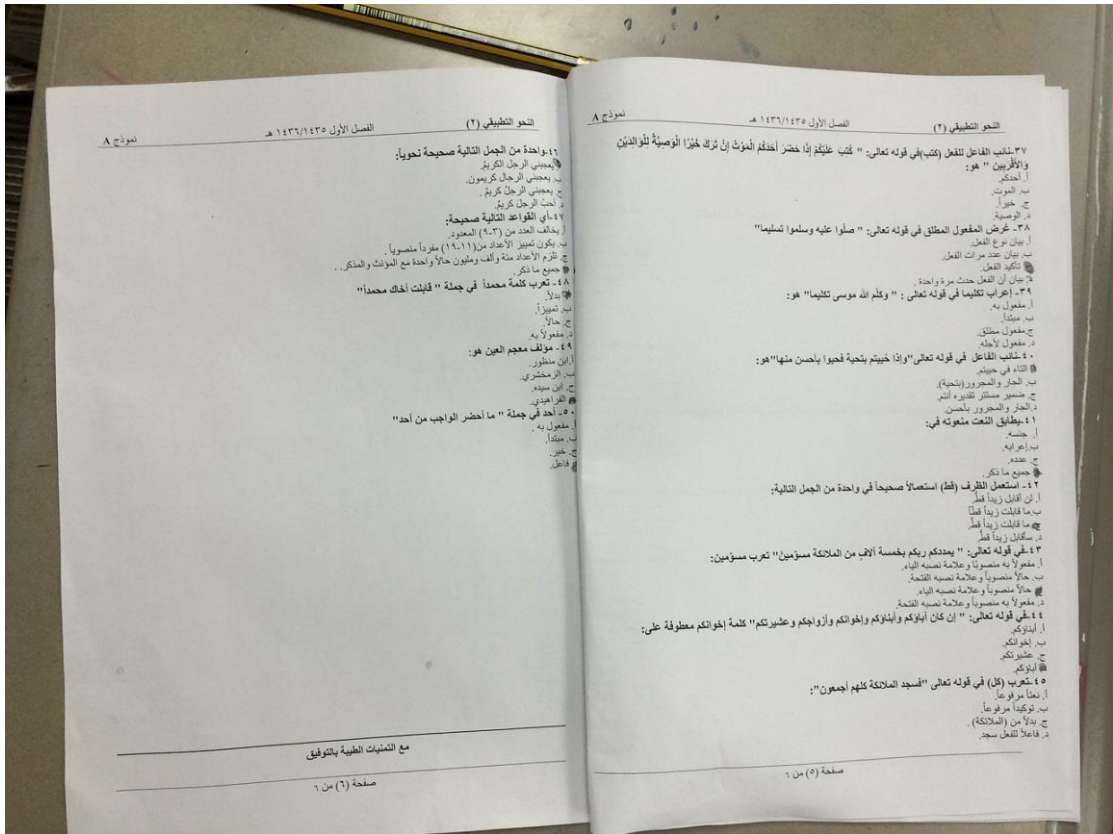 النحو التطبيقي (٢) الفصل الأول ١٤٣٦/١٤٣٥ هـ نموذج ٨
٣٧-نائب الفاعل للفعل (كتب)في قوله تعالى: " كُتِبَ عَلَيْكُمْ إِذَا حَضَرَ أَحَدَكُمُ الْمَوْتُ إِنْ تَرَكَ خَيْرًا الْوَصِيَّةُ لِلْوَالِدَيْنِ
وَالأَقْرَبِين " هو:
أ. أحدكم.
ب. الموت.
ج. خيراً.
د. الوصية.
٣٨- غرض المفعول المطلق في قوله تعالى: " صلّوا عليه وسلموا تسليما"
أ. بيان نوع الفعل.
ب. بيان عدد مرات الفعل.
تأكيد الفعل.
د. بيان أن الفعل حدث مرة واحدة .
٣٩- إعراب تكليما في قوله تعالى : " وكلّم الله موسى تكليما" هو:
أ. مفعول به.
ب. مبتدأ.
ج.مفعول مطلق.
د. مفعول لأجله.
٤٠-نائب الفاعل في قوله تعالى"وإذا حُييتم بتحية فحيوا بأحسن منها"هو:
التاء في حييتم.
ب. الجار والمجرور(بتحية).
ج. ضمير مستتر تقديره أنتم.
د.الجار والمجرور بأحسن.
٤١-يطابق النعت منعوته في:
أ. جنسه.
ب.إعرابه.
ج. عدده.
جميع ما ذكر.
٤٢- استعمل الظرف (قط) استعمالاً صحيحاً في واحدة من الجمل التالية:
أ. لن أقابل زيداً قطُّ.
ب.ما قابلت زيداً قطاً
ما قابلت زيداً قطُّ.
د. سأقابل زيداً قطُّ.
٤٣-في قوله تعالى: " يمددكم ربكم بخمسة آلافٍ من الملائكة مسوّمينَ" تعرب مسوّمين:
أ. مفعولاً به منصوبًا وعلامة نصبه الياء.
ب. حالاً منصوباً وعلامة نصبه الفتحة.
حالاً منصوباً وعلامة نصبه الياء.
د. مفعولاً به منصوباً وعلامة نصبه الفتحة.
٤٤-في قوله تعالى: " إن كان آباؤكم وأبناؤكم وإخوانكم وأزواجكم وعشيرتكم" كلمة إخوانكم معطوفة على:
أ. أبناؤكم.
ب. إخوانكم.
ج. عشيرتكم.
آباؤكم.
٤٥-تعرب (كل) في قوله تعالى "فسجد الملائكة كلهم أجمعون":
أ. نعتاً مرفوعاً.
ب. توكيداً مرفوعاً.
ج. بدلاً من (الملائكة) .
د. فاعلاً للفعل سجد.
صفحة (٥) من ٦
النحو التطبيقي (٢) الفصل الأول ١٤٣٦/١٤٣٥ هـ نموذج ٨
٤٦-واحدة من الجمل التالية صحيحة نحوياً:
يعجبني الرجل الكريمُ.
ب. يعجبني الرجال كريمون.
ج. يعجبني الرجلُ كريمٌ .
د. أحبُّ الرجلَ كريمٌ.
٤٧-أي القواعد التالية صحيحة:
أ. يخالف العدد من (٣-٩) المعدود.
ب. يكون تمييز الأعداد من(١١-١٩) مفرداً منصوباً.
ج. تلزم الأعداد مئة وألف ومليون حالاً واحدة مع المؤنث والمذكر. .
جميع ما ذكر.
٤٨- تعرب كلمة محمداً في جملة " قابلت أخاك محمداً"
بدلاً.
ب. تمييزاً.
ج. حالاً.
د. مفعولاً به.
٤٩- مؤلف معجم العين هو:
أ.ابن منظور.
ب. الزمخشري.
ج. ابن سيده.
الفراهيدي.
٥٠- أحد في جملة " ما أحضر الواجب من أحد"
أ. مفعول به .
ب. مبتدأ.
ج. خبر.
فاعل.
مع التمنيات الطيبة بالتوفيق
صفحة (٦) من ٦